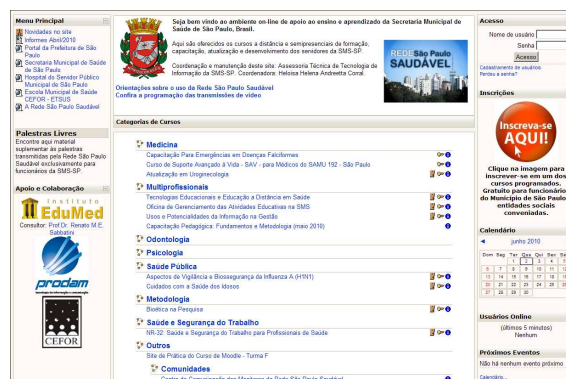 Menu Principal
Novidades no site
Informes Abril/2010
Portal da Prefeitura de São
Paulo
Secretaria Municipal de Saúde
de São Paulo
Hospital do Servidor Público
Municipal de São Paulo
Escola Municipal de Saúde
CEFOR - ETSUS
A Rede São Paulo Saudável
Palestras Livres
Encontre aqui material
suplementar às palestras
transmitidas pela Rede São Paulo
Saudável exclusivamente para
funcionários da SMS-SP
Apoio e Colaboração
instituto
EduMed
Consultor: Prof.Dr. Renato M.E.
Sabbatini
prodam
CEFOR
Seja bem vindo ao ambiente on-line de apoio ao ensino e aprendizado da Secretaria Municipal de
Saúde de São Paulo, Brasil.
Aqui são oferecidos os cursos a distância e semipresenciais de formação,
capacitação, atualização e desenvolvimento dos servidores da SMS-SP.
Coordenação e manutenção deste site: Assessoria Técnica de Tecnologia de
Informação da SMS-SP. Coordenadora: Heloisa Helena Andreetta Corral.
REDE São Paulo
SAUDÁVEL
Orientações sobre o uso da Rede São Paulo Saudável
Confira a programação das transmissões de vídeo
Categorias de Cursos
Medicina
Capacitação Para Emergências em Doenças Falciformes
Curso de Suporte Avançado à Vida - SAV - para Médicos do SAMU 192 - São Paulo
Atualização em Uroginecologia
Multiprofissionais
Tecnologias Educacionais e Educação a Distância em Saúde
Oficina de Gerenciamento das Atividades Educativas na SMS
Usos e Potencialidades da Informação na Gestão
Capacitação Pedagógica: Fundamentos e Metodologia (maio 2010)
Odontologia
Psicologia
Saúde Pública
Aspectos de Vigilância e Biossegurança da Influenza A (H1N1)
Cuidados com a Saúde dos Idosos
Metodologia
Bioética na Pesquisa
Saúde e Segurança do Trabalho
NR-32: Saúde e Segurança do Trabalho para Profissionais de Saúde
Outros
Site de Prática do Curso de Moodle - Turma F
Comunidades
Centro de Comunicação dos Monitores da Rede São Paulo Saudável
Acesso
Nome de usuário
Senha
Acesso
Cadastramento de usuários
Perdeu a senha?
Inscrições
Inscreva-se
AQUI!
Clique na imagem para
inscrever-se em um dos
cursos programados.
Gratuito para funcionário
do Município de São Paulo
entidades sociais
conveniadas.
Calendário
junho 2010
Dom Seg Ter Qua Qui Sex Sá
1 2 3 4 5
6 7 8 9 10 11 12
13 14 15 16 17 18 19
20 21 22 23 24 25 26
27 28 29 30
Usuários Online
(últimos 5 minutos)
Nenhum
Próximos Eventos
Não há nenhum evento próximo
Calendário...